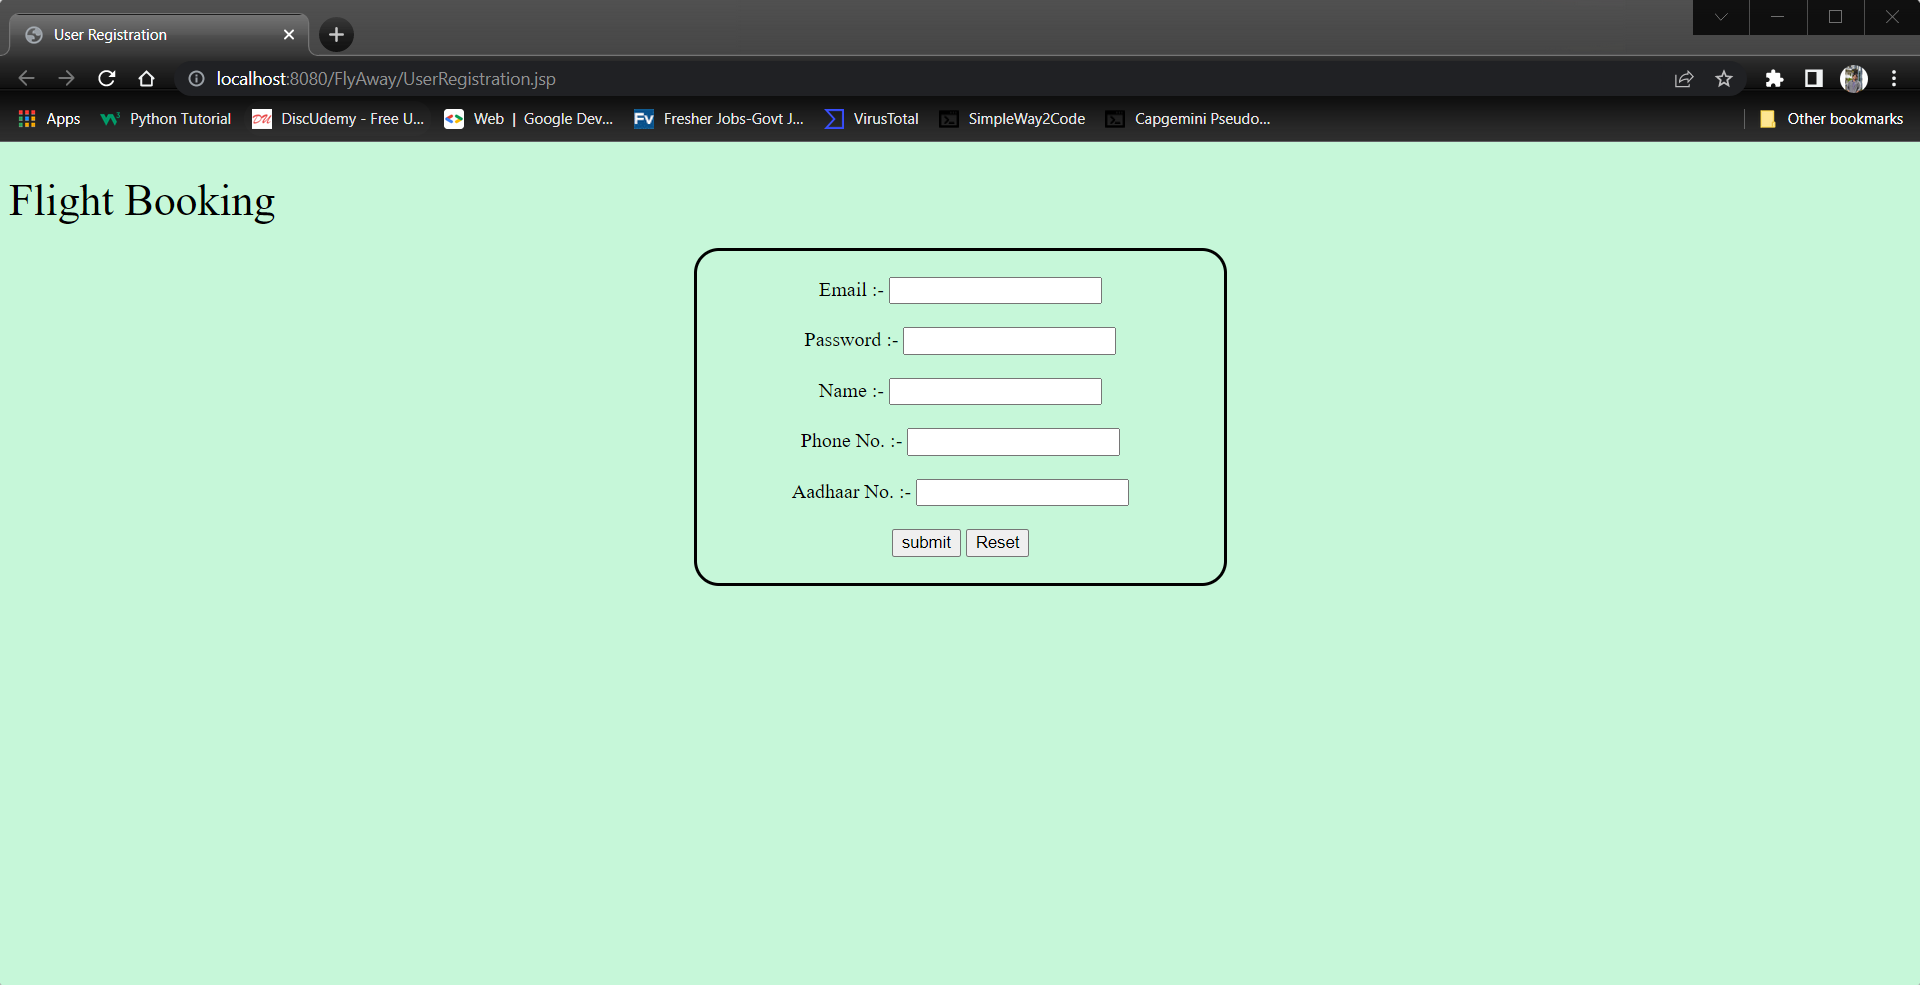 User Registration
localhost:8080/FlyAway/UserRegistration.jsp
Apps Python Tutorial DiscUdemy - Free U... Web | Google Dev... Fresher Jobs-Govt J... VirusTotal SimpleWay2Code Capgemini Pseudo... Other bookmarks
Flight Booking
Email :-
Password :-
Name :-
Phone No. :-
Aadhaar No. :-
submit Reset